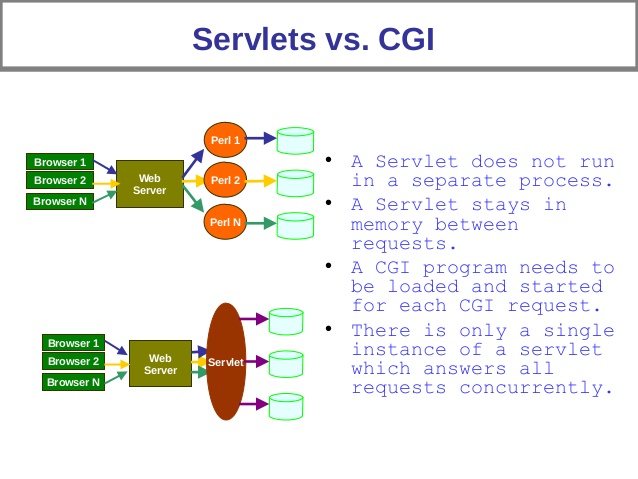 Servlets vs. CGI
Browser 1
Browser 2
Browser N
Web
Server
Perl 1
Perl 2
Perl N
Browser 1
Browser 2
Browser N
Web
Server
Servlet
• A Servlet does not run
in a separate process.
• A Servlet stays in
memory between
requests.
• A CGI program needs to
be loaded and started
for each CGI request.
• There is only a single
instance of a servlet
which answers all
requests concurrently.